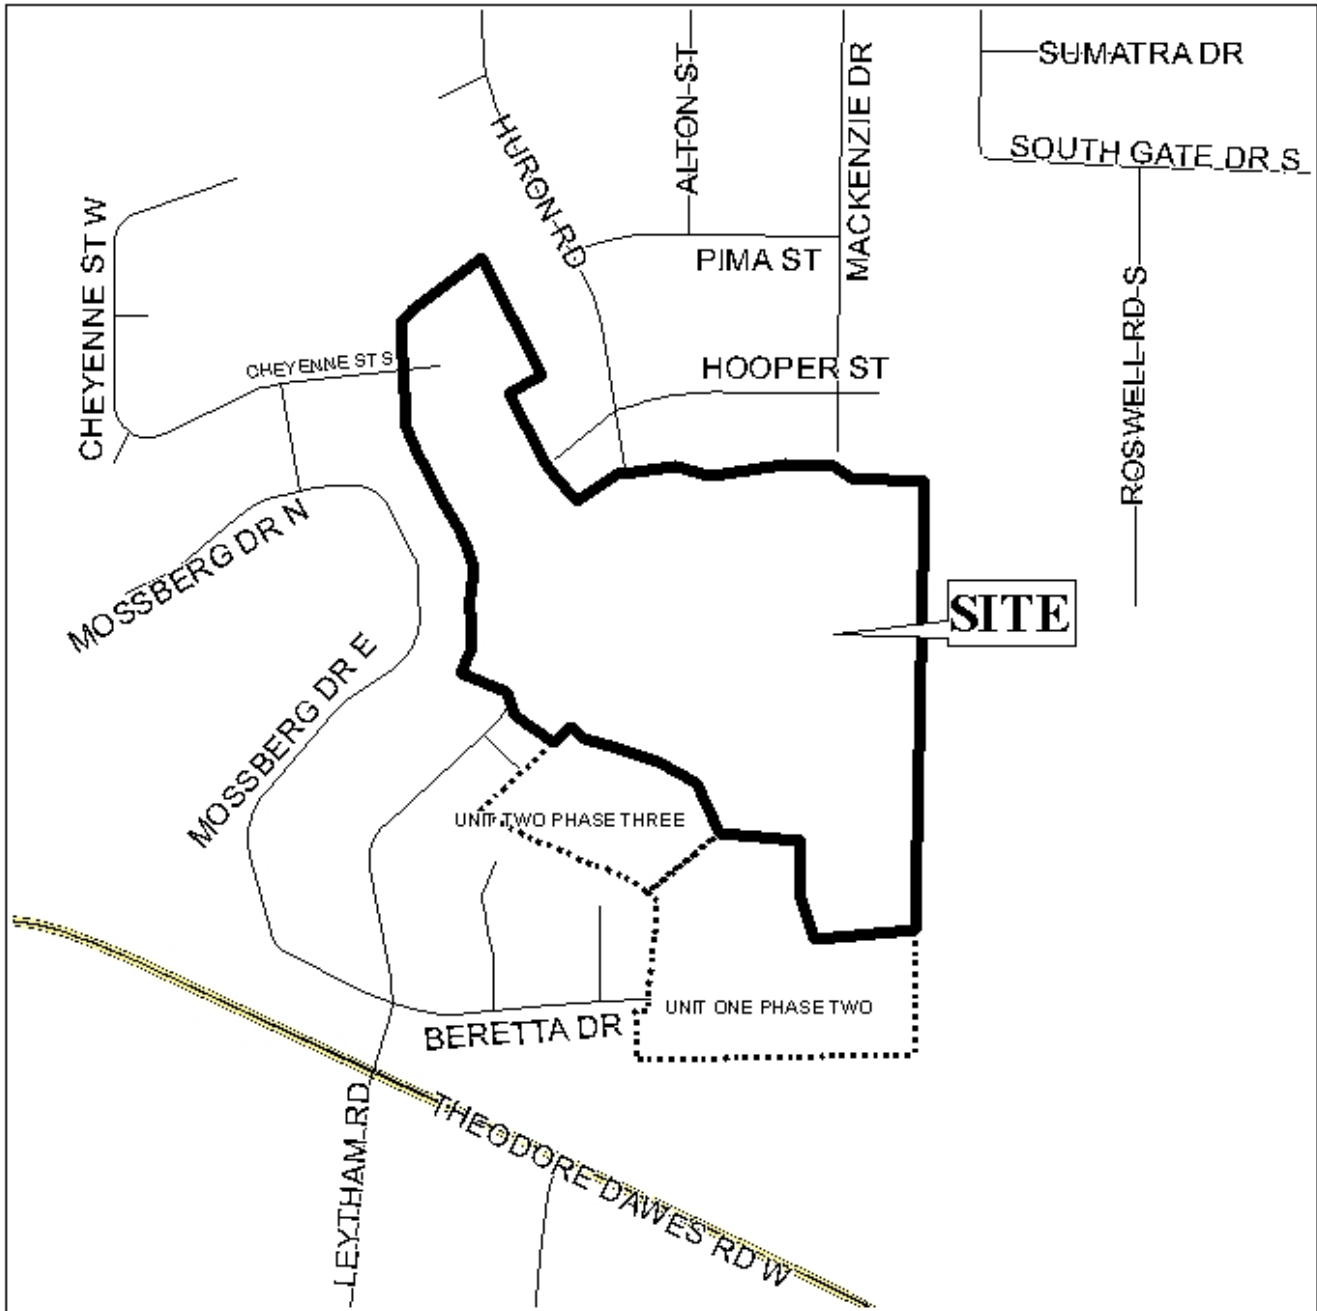 SUMATRA DR
ALTON ST
MACKENZIE DR
HURON RD
SOUTH GATE DR S
CHEYENNE ST W
PIMA ST
ROSWELL RD S
CHEYENNE ST S
HOOPER ST
MOSSBERG DR N
SITE
MOSSBERG DR E
UNIT TWO PHASE THREE
UNIT ONE PHASE TWO
BERETTA DR
LEYTHAM RD
THEODORE DAWES RD W